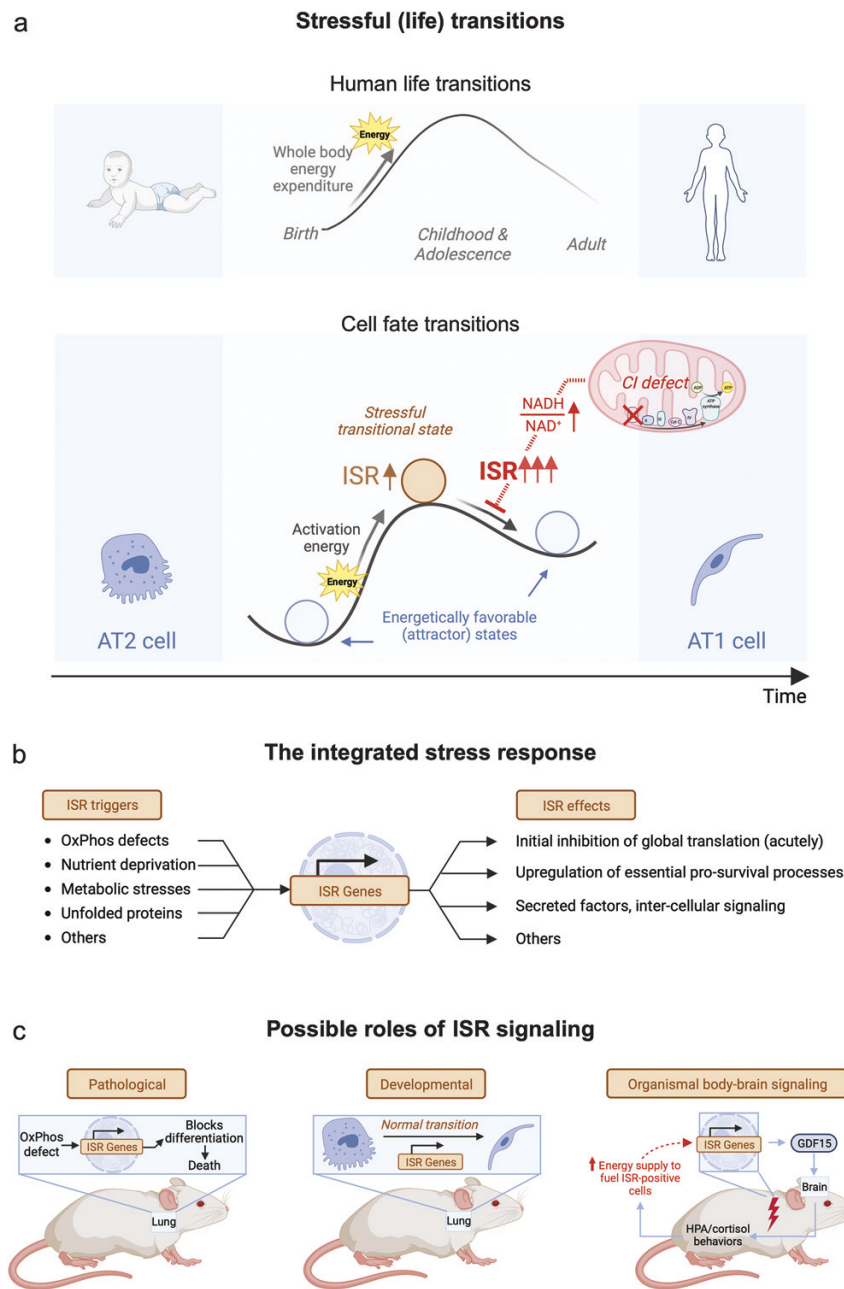 a
Stressful (life) transitions
Human life transitions
Energy
Whole body
energy
expenditure
Birth
Childhood &
Adolescence
Adult
Cell fate transitions
CI defect
ADP
ATP
ATP
synthase
Cyt C
IV
NADH
NAD⁺
Stressful
transitional state
ISR
ISR
Activation
energy
Energy
Energetically favorable
(attractor) states
AT2 cell
AT1 cell
Time
b
The integrated stress response
ISR triggers
• OxPhos defects
• Nutrient deprivation
• Metabolic stresses
• Unfolded proteins
• Others
ISR Genes
ISR effects
Initial inhibition of global translation (acutely)
Upregulation of essential pro-survival processes
Secreted factors, inter-cellular signaling
Others
c
Possible roles of ISR signaling
Pathological
OxPhos
defect
ISR Genes
Blocks
differentiation
Death
Lung
Developmental
Normal transition
ISR Genes
Lung
Organismal body-brain signaling
Energy supply to
fuel ISR-positive
cells
ISR Genes
GDF15
Brain
HPA/cortisol
behaviors